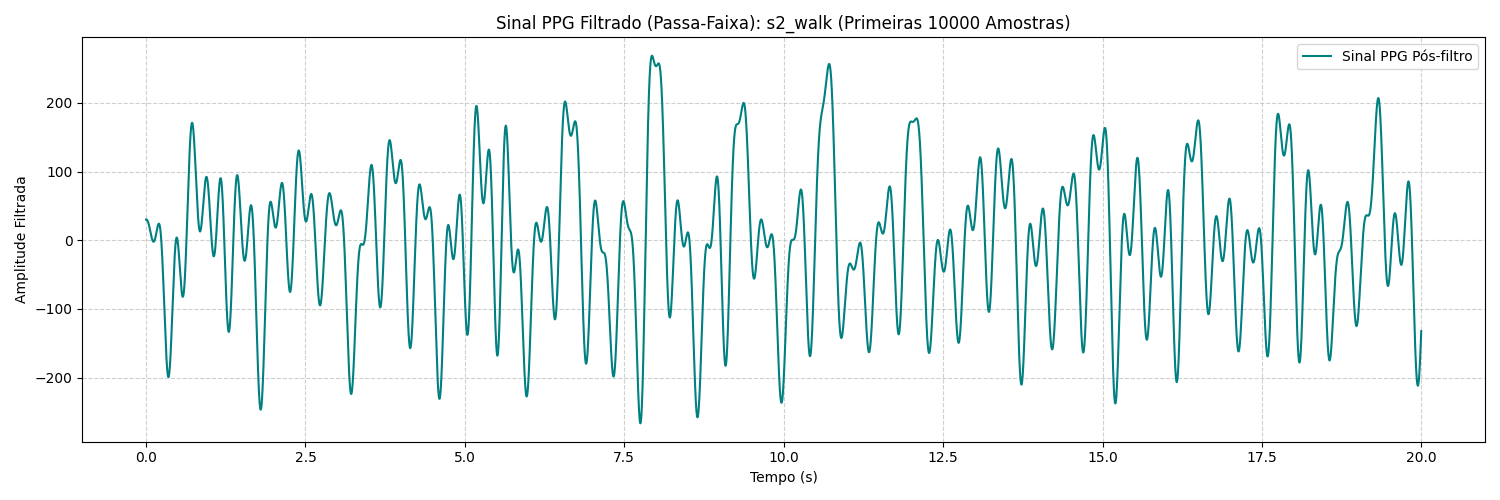 Sinal PPG Filtrado (Passa-Faixa): s2_walk (Primeiras 10000 Amostras)
Sinal PPG Pós-filtro
Amplitude Filtrada
200
100
0
−100
−200
0.0 2.5 5.0 7.5 10.0 12.5 15.0 17.5 20.0
Tempo (s)